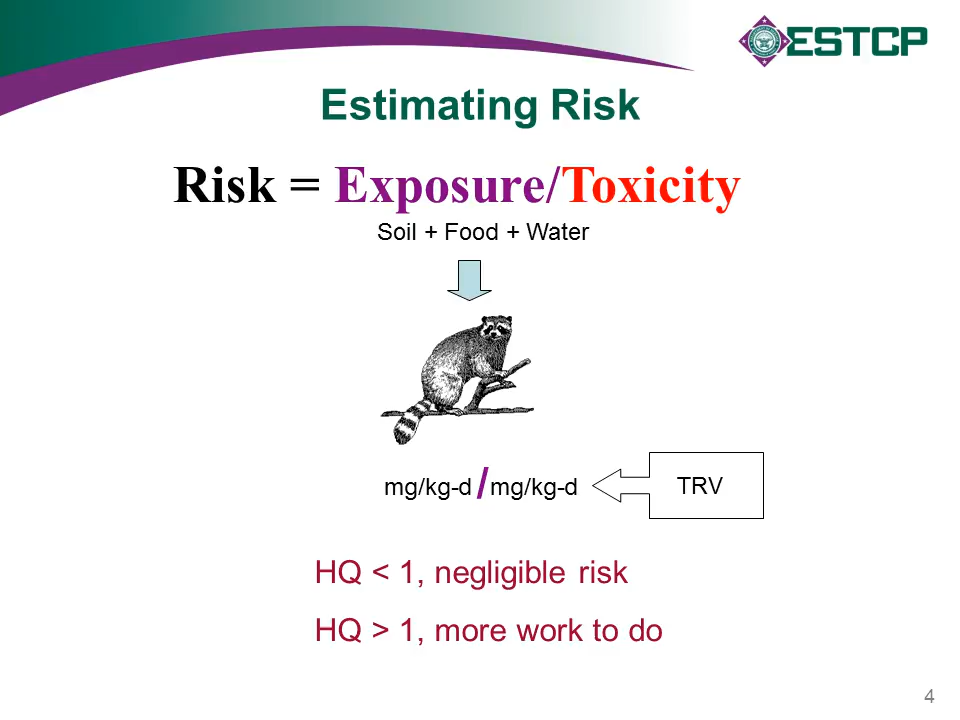 ESTCP
Estimating Risk
Risk = Exposure/Toxicity
Soil + Food + Water
mg/kg-d / mg/kg-d
TRV
HQ < 1, negligible risk
HQ > 1, more work to do
4